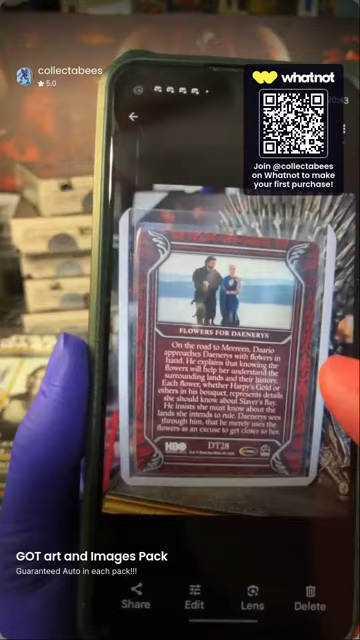 collectabees
★ 5.0
whatnot
Join @collectabees
on Whatnot to make
your first purchase!
FLOWERS FOR DAENERYS
On the road to Mereen, Daario
approaches Daenerys with flowers in
hand. He explains that knowing the
flowers will help her understand the
surrounding lands and their history.
Each flower, whether Harpy's Gold or
others in his bouquet, represents details
she should know about Slaver's Bay.
He insists she must know about the
lands she intends to rule. Daenerys sees
through him, that he merely uses the
flowers as an excuse to get closer to her.
HBO
DT28
GOT art and Images Pack
Guaranteed Auto in each pack!!!
Share
Edit
Lens
Delete